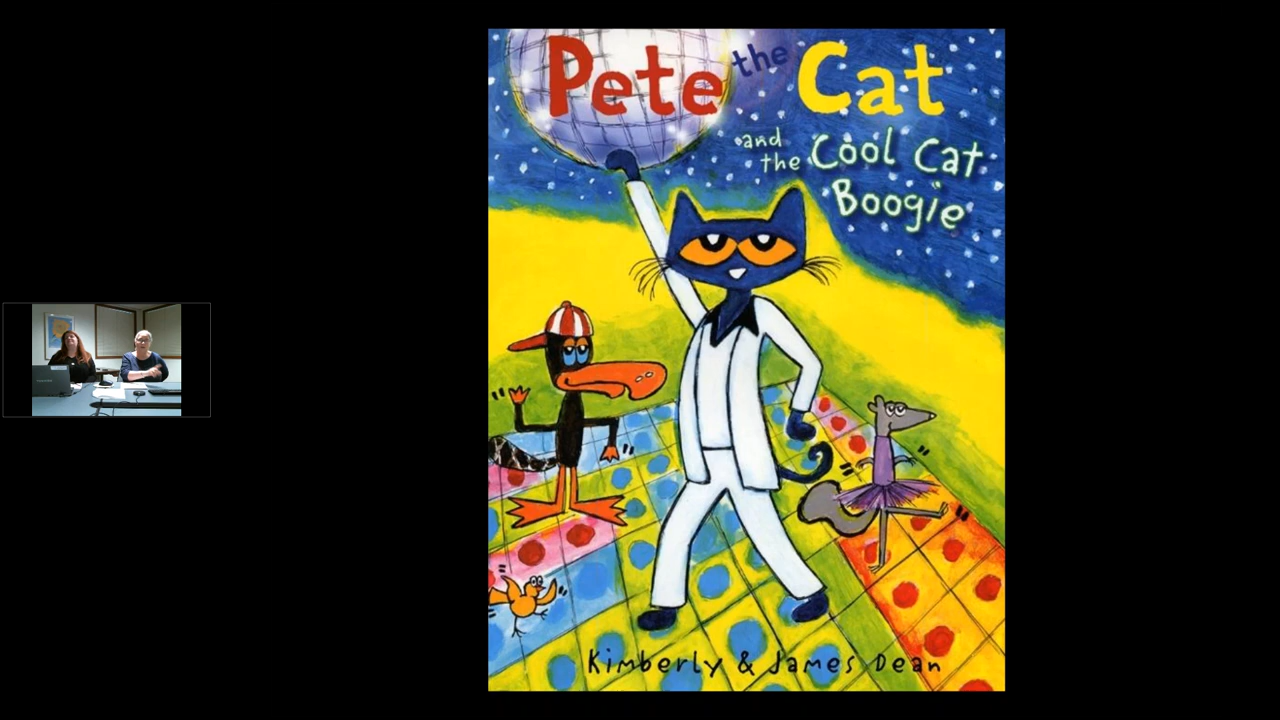 Pete the Cat
and the Cool Cat
Boogie
Kimberly & James Dean